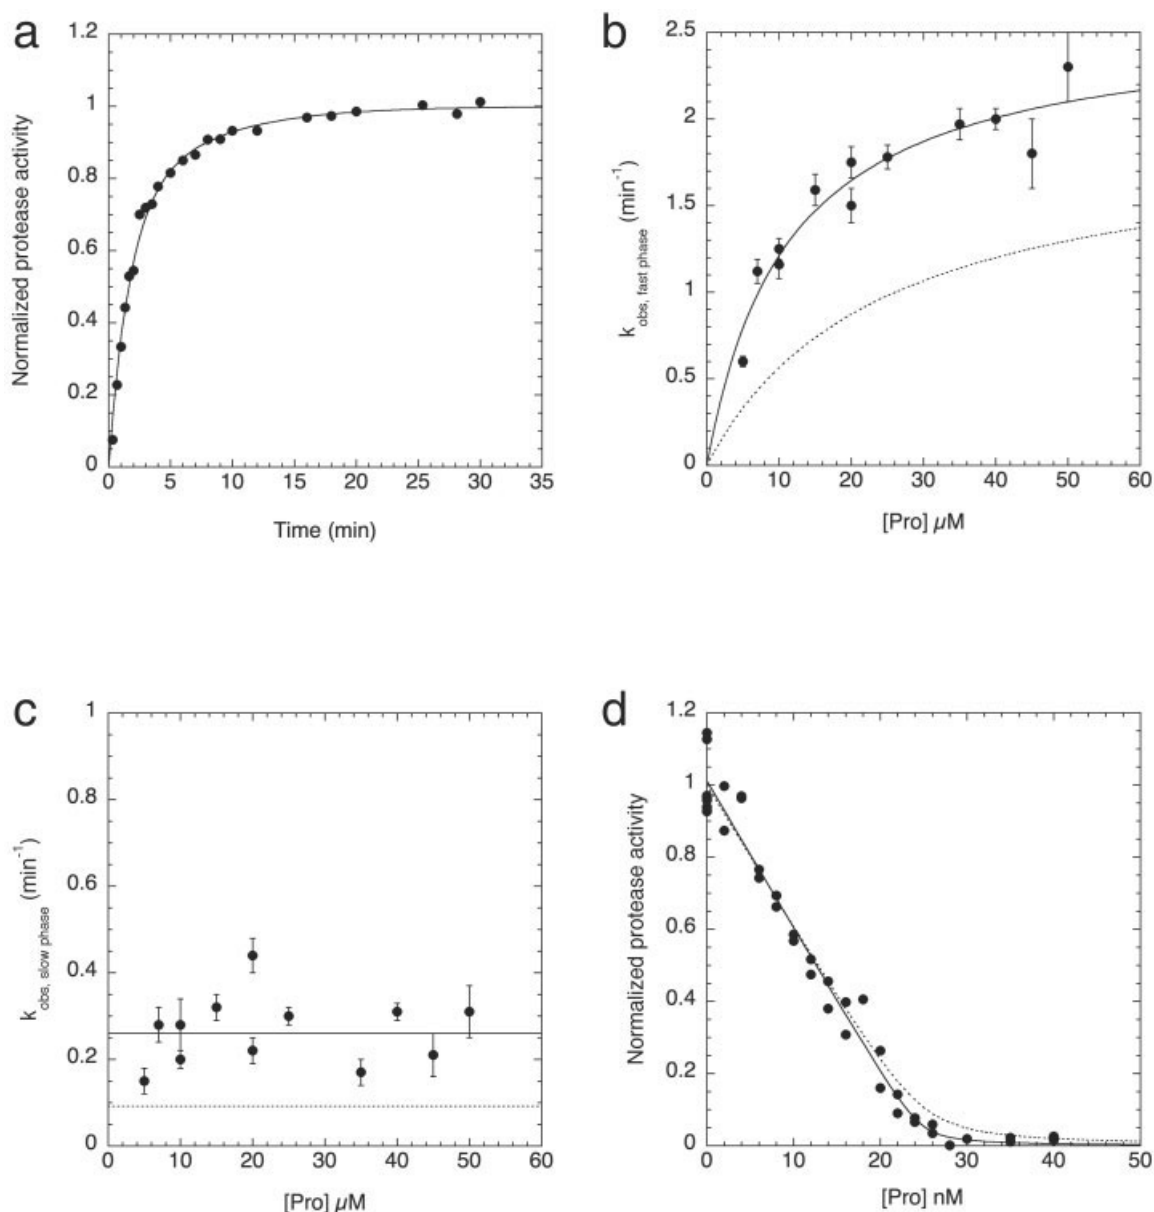 a
1.2
1
0.8
0.6
0.4
0.2
0
0 5 10 15 20 25 30 35
Normalized protease activity
Time (min)
b
2.5
2
1.5
1
0.5
0
0 10 20 30 40 50 60
k obs, fast phase (min-1)
[Pro] µM
c
1
0.8
0.6
0.4
0.2
0
0 10 20 30 40 50 60
k obs, slow phase (min-1)
[Pro] µM
d
1.2
1
0.8
0.6
0.4
0.2
0
0 10 20 30 40 50
Normalized protease activity
[Pro] nM